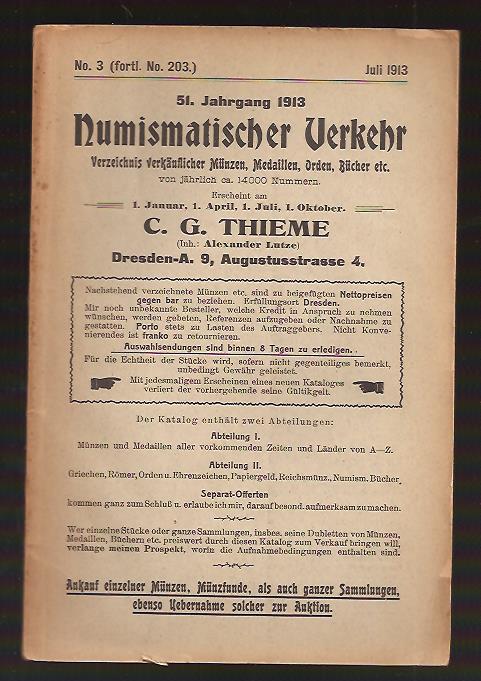 No. 3 (fortl. No. 203.) Juli 1913
51. Jahrgang 1913
Numismatischer Verkehr
Verzeichnis verkäuflicher Münzen, Medaillen, Orden, Bücher etc.
von jährlich ca. 14000 Nummern.
Erscheint am
1. Januar, 1. April, 1. Juli, 1. Oktober.
C. G. THIEME
(Inh.: Alexander Lutze)
Dresden-A. 9, Augustusstrasse 4.
Nachstehend verzeichnete Münzen etc. sind zu beigefügten Nettopreisen
gegen bar zu beziehen. Erfüllungsort Dresden.
Mir noch unbekannte Besteller, welche Kredit in Anspruch zu nehmen
wünschen, werden gebeten, Referenzen aufzugeben oder Nachnahme zu
gestatten. Porto stets zu Lasten des Auftraggebers. Nicht Konve-
nierendes ist franko zu retournieren.
Auswahlsendungen sind binnen 8 Tagen zu erledigen.
Für die Echtheit der Stücke wird, sofern nicht gegenteiliges bemerkt,
unbedingt Gewähr geleistet.
Mit jedesmaligem Erscheinen eines neuen Kataloges
verliert der vorhergehende seine Gültigkeit.
Der Katalog enthält zwei Abteilungen:
Abteilung I.
Münzen und Medaillen aller vorkommenden Zeiten und Länder von A—Z.
Abteilung II.
Griechen, Römer, Orden u. Ehrenzeichen, Papiergeld, Reichsmünz., Numism. Bücher.
Separat-Offerten
kommen ganz zum Schluß u. erlaube ich mir, darauf besond. aufmerksam zu machen.
Wer einzelne Stücke oder ganze Sammlungen, insbes. seine Dubletten von Münzen,
Medaillen, Büchern etc. preiswert durch diesen Katalog zum Verkauf bringen will,
verlange meinen Prospekt, worin die Aufnahmebedingungen enthalten sind.
Ankauf einzelner Münzen, Münzfunde, als auch ganzer Sammlungen,
ebenso Uebernahme solcher zur Auktion.